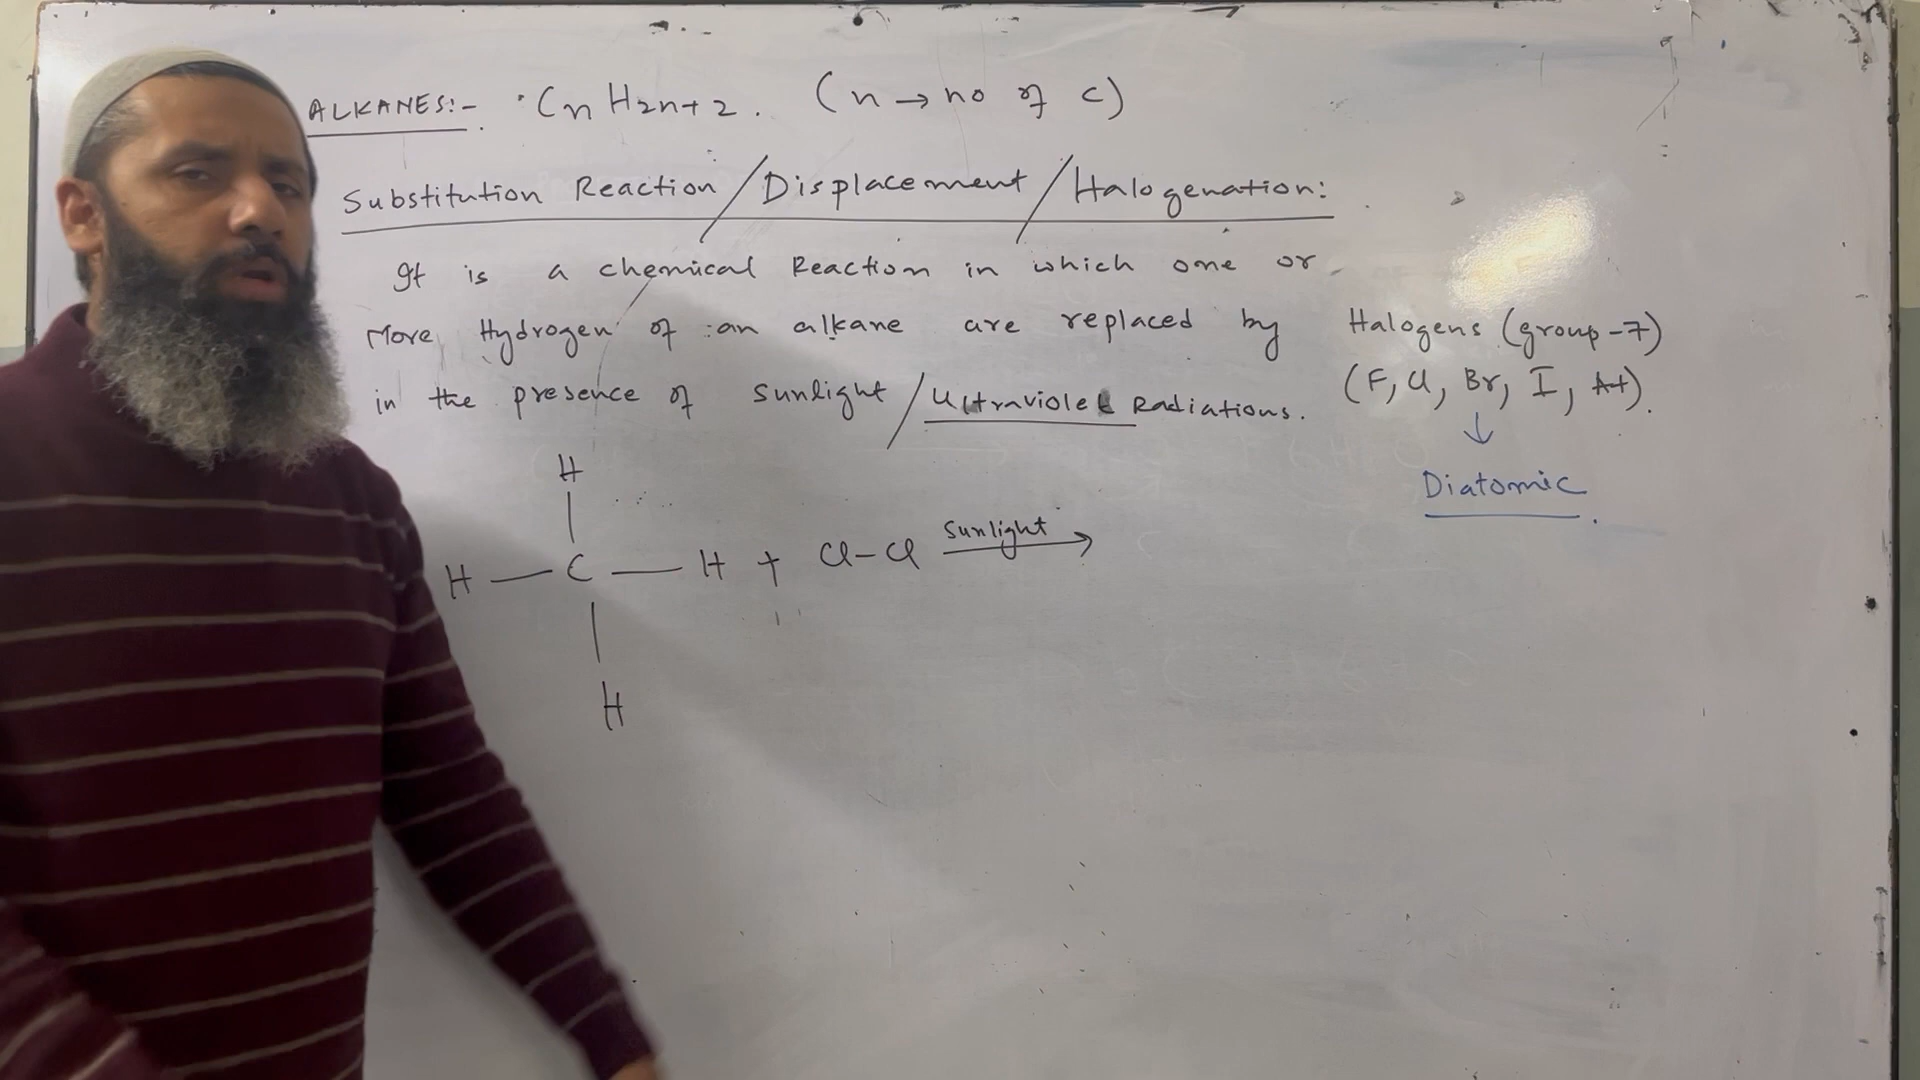 ALKANES:- CnH2n+2. (n → no of c)
Substitution Reaction/Displacement/Halogenation:
It is a chemical Reaction in which one or
More Hydrogen of an alkane are replaced by Halogens (group-7)
in the presence of sunlight/Ultraviolet Radiations. (F, Cl, Br, I, At).
↓
Diatomic
H
|
H — C — H + Cl-Cl sunlight →
|
H